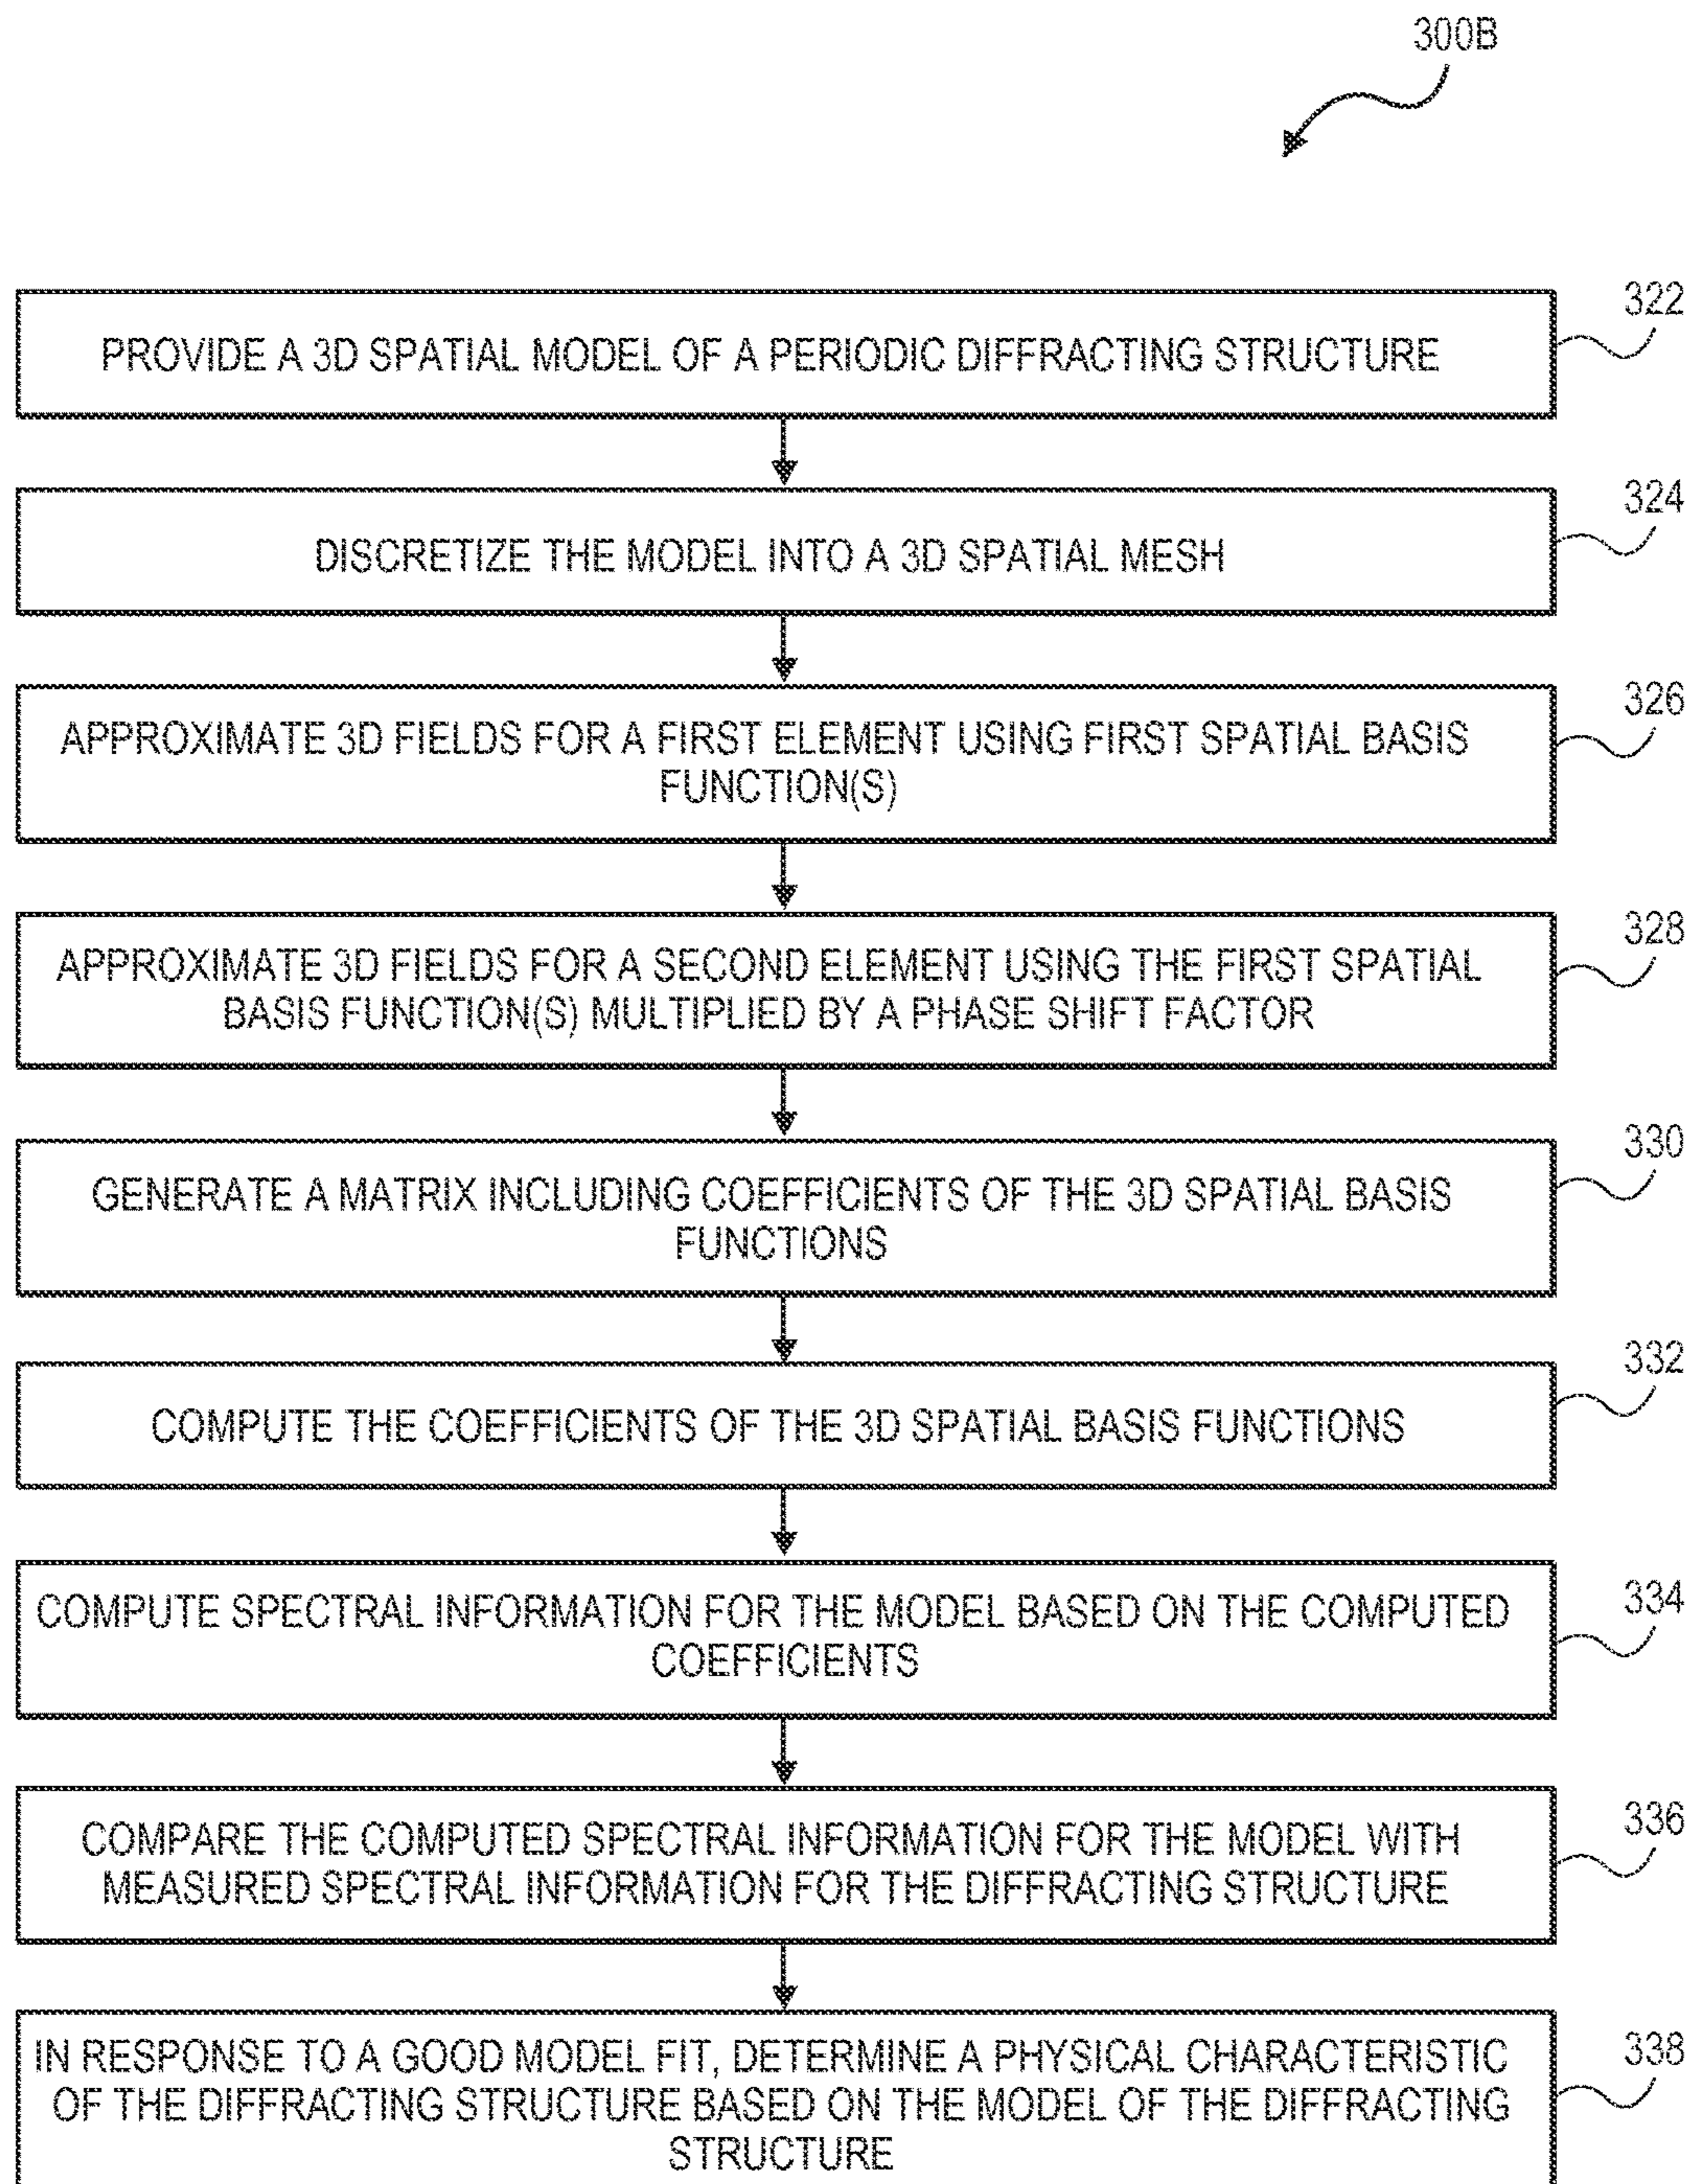 300B
322
PROVIDE A 3D SPATIAL MODEL OF A PERIODIC DIFFRACTING STRUCTURE
324
DISCRETIZE THE MODEL INTO A 3D SPATIAL MESH
326
APPROXIMATE 3D FIELDS FOR A FIRST ELEMENT USING FIRST SPATIAL BASIS
FUNCTION(S)
328
APPROXIMATE 3D FIELDS FOR A SECOND ELEMENT USING THE FIRST SPATIAL
BASIS FUNCTION(S) MULTIPLIED BY A PHASE SHIFT FACTOR
330
GENERATE A MATRIX INCLUDING COEFFICIENTS OF THE 3D SPATIAL BASIS
FUNCTIONS
332
COMPUTE THE COEFFICIENTS OF THE 3D SPATIAL BASIS FUNCTIONS
334
COMPUTE SPECTRAL INFORMATION FOR THE MODEL BASED ON THE COMPUTED
COEFFICIENTS
336
COMPARE THE COMPUTED SPECTRAL INFORMATION FOR THE MODEL WITH
MEASURED SPECTRAL INFORMATION FOR THE DIFFRACTING STRUCTURE
338
IN RESPONSE TO A GOOD MODEL FIT, DETERMINE A PHYSICAL CHARACTERISTIC
OF THE DIFFRACTING STRUCTURE BASED ON THE MODEL OF THE DIFFRACTING
STRUCTURE